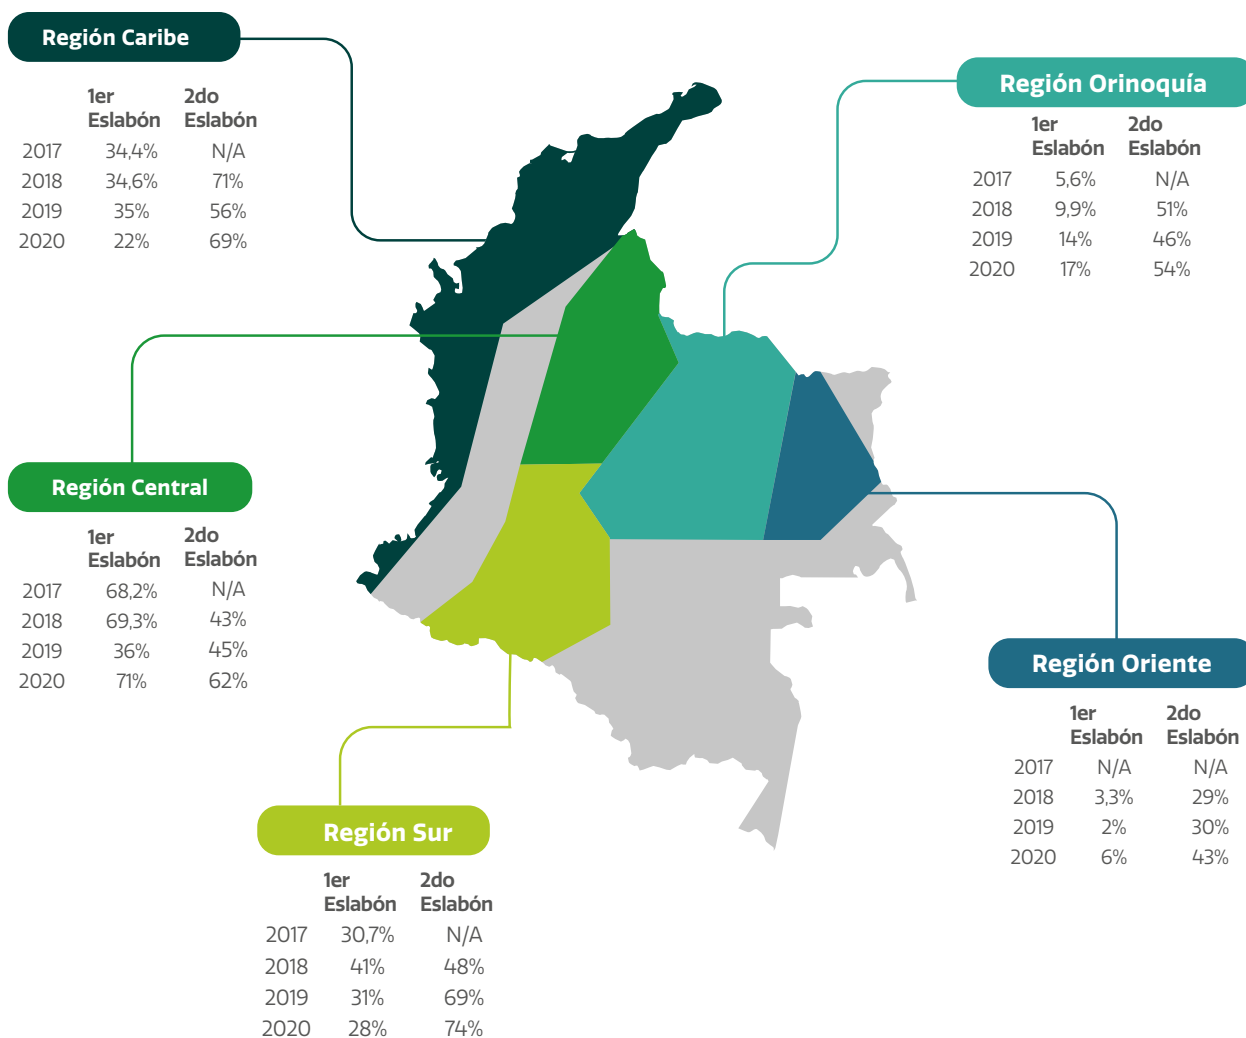 Región Caribe
1er Eslabón 2do Eslabón
2017 34,4% N/A
2018 34,6% 71%
2019 35% 56%
2020 22% 69%
Región Orinoquía
1er Eslabón 2do Eslabón
2017 5,6% N/A
2018 9,9% 51%
2019 14% 46%
2020 17% 54%
Región Central
1er Eslabón 2do Eslabón
2017 68,2% N/A
2018 69,3% 43%
2019 36% 45%
2020 71% 62%
Región Oriente
1er Eslabón 2do Eslabón
2017 N/A N/A
2018 3,3% 29%
2019 2% 30%
2020 6% 43%
Región Sur
1er Eslabón 2do Eslabón
2017 30,7% N/A
2018 41% 48%
2019 31% 69%
2020 28% 74%